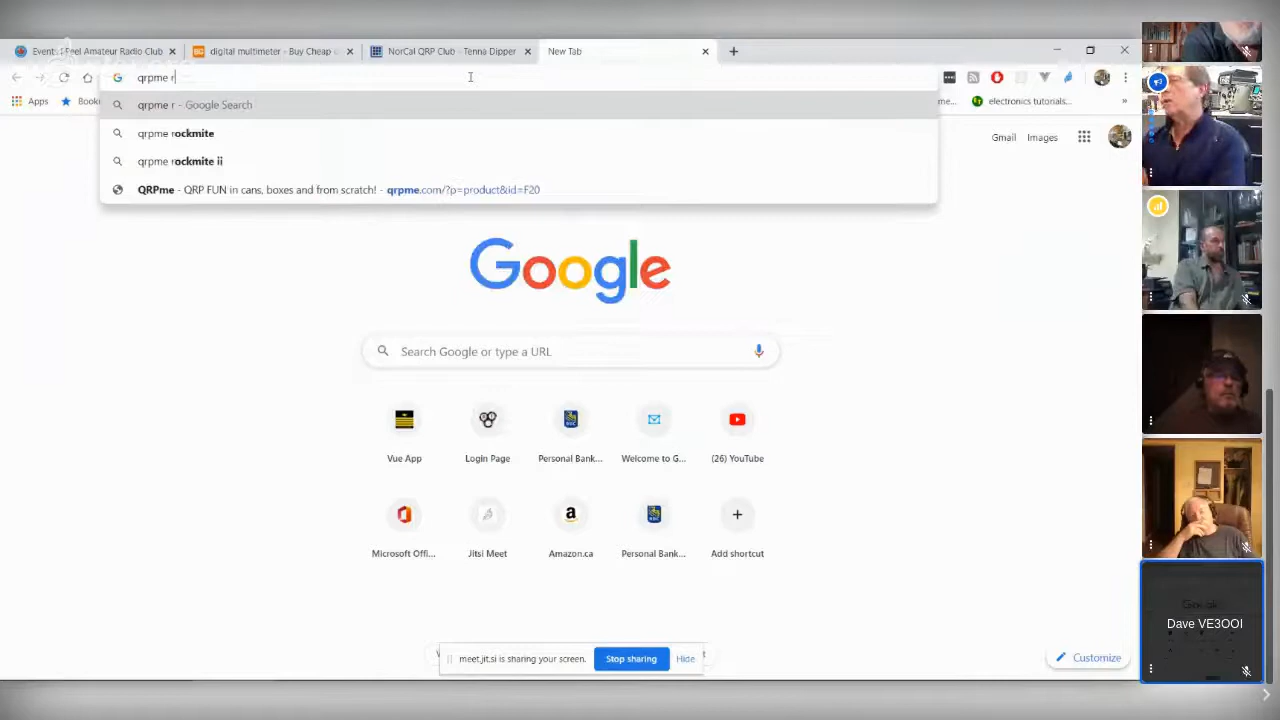 Events Peel Amateur Radio Club
digital multimeter - Buy Cheap
NorCal QRP Club - Tenna Dipper
New Tab
qrpme r
Apps
electronics tutorials...
qrpme r - Google Search
qrpme rockmite
qrpme rockmite ii
QRPme - QRP FUN in cans, boxes and from scratch! - qrpme.com/?p=product&id=F20
Gmail Images
Google
Search Google or type a URL
Vue App
Login Page
Personal Bank...
Welcome to G...
(26) YouTube
Microsoft Offi...
Jitsi Meet
Amazon.ca
Personal Bank...
Add shortcut
meet.jit.si is sharing your screen. Stop sharing Hide
Customize
Dave VE3OOI